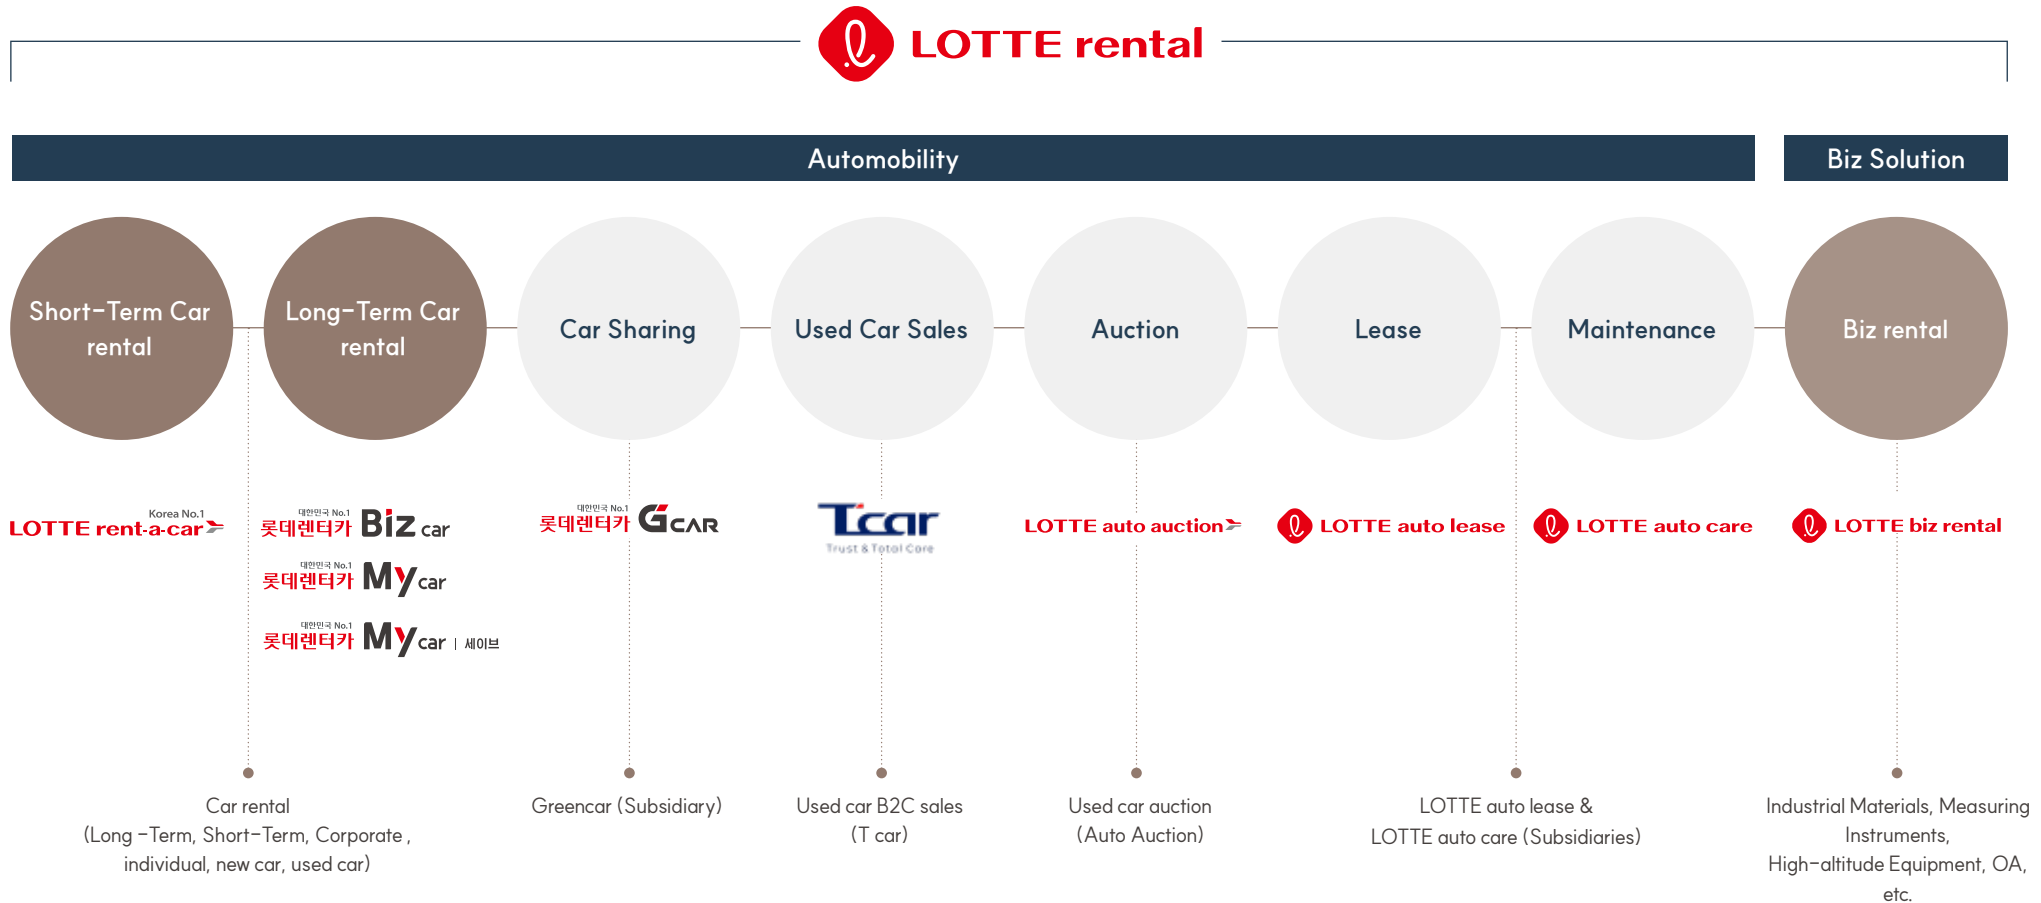 LOTTE rental
Automobility
Biz Solution
Short-Term Car
rental
Long-Term Car
rental
Car Sharing
Used Car Sales
Auction
Lease
Maintenance
Biz rental
Korea No.1
LOTTE rent-a-car
대한민국 No.1
롯데렌터카 Biz car
대한민국 No.1
롯데렌터카 My car
대한민국 No.1
롯데렌터카 My car | 세이브
대한민국 No.1
롯데렌터카 G CAR
Tcar
Trust & Total Care
LOTTE auto auction
LOTTE auto lease
LOTTE auto care
LOTTE biz rental
Car rental
(Long -Term, Short-Term, Corporate ,
individual, new car, used car)
Greencar (Subsidiary)
Used car B2C sales
(T car)
Used car auction
(Auto Auction)
LOTTE auto lease &
LOTTE auto care (Subsidiaries)
Industrial Materials, Measuring
Instruments,
High-altitude Equipment, OA,
etc.